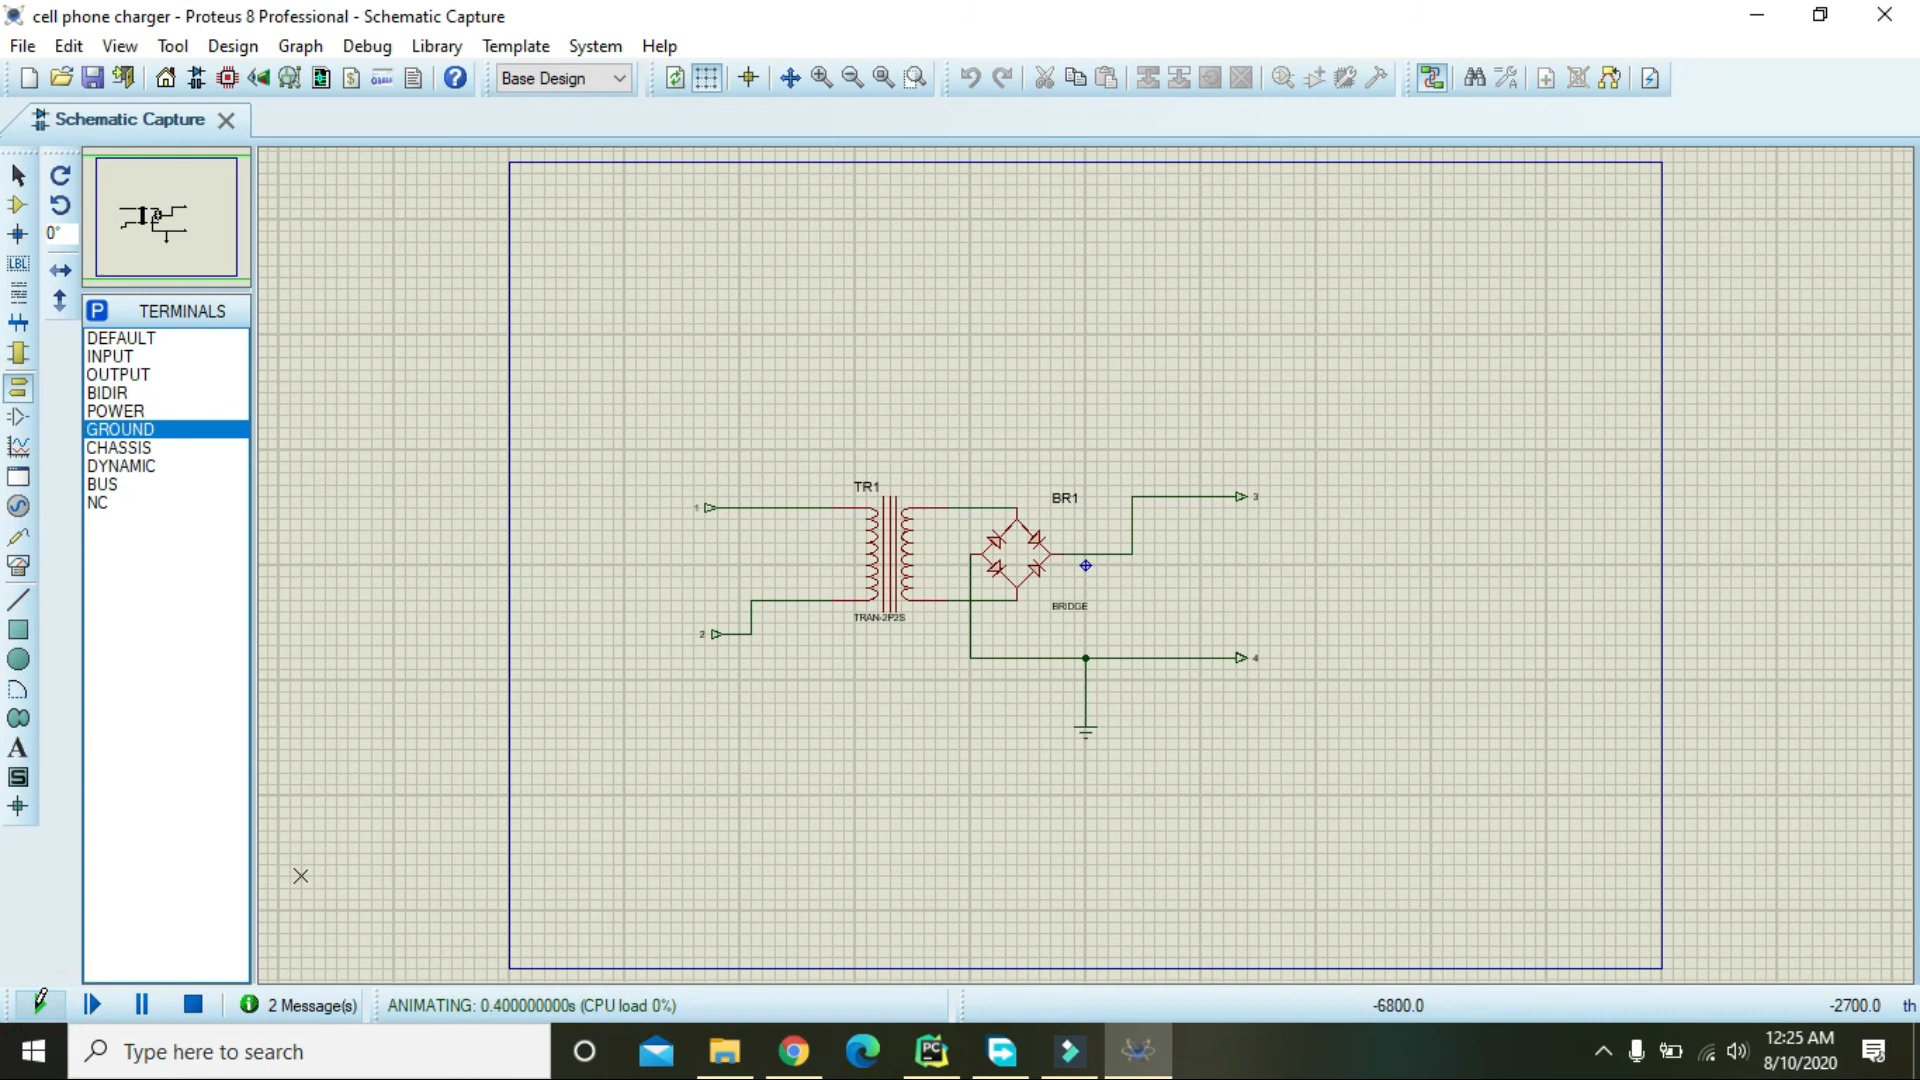 cell phone charger - Proteus 8 Professional - Schematic Capture
File Edit View Tool Design Graph Debug Library Template System Help
Base Design
Schematic Capture
LBL
0°
P TERMINALS
DEFAULT
INPUT
OUTPUT
BIDIR
POWER
GROUND
CHASSIS
DYNAMIC
BUS
NC
A
S
TR1
BR1
1
3
TRAN-2P2S
BRIDGE
2
4
2 Message(s)
ANIMATING: 0.400000000s (CPU load 0%)
-6800.0
-2700.0
th
Type here to search
PC
12:25 AM
8/10/2020